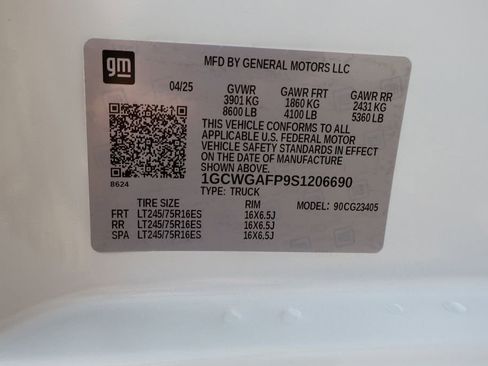 gm
MFD BY GENERAL MOTORS LLC
04/25 GVWR GAWR FRT GAWR RR
3901 KG 1860 KG 2431 KG
8600 LB 4100 LB 5360 LB
THIS VEHICLE CONFORMS TO ALL
APPLICABLE U.S. FEDERAL MOTOR
VEHICLE SAFETY STANDARDS IN EFFECT
ON THE DATE OF MANUFACTURE SHOWN ABOVE.
1GCWGAFP9S1206690
8624 TYPE: TRUCK
TIRE SIZE RIM MODEL: 90CG23405
FRT LT245/75R16ES 16X6.5J
RR LT245/75R16ES 16X6.5J
SPA LT245/75R16ES 16X6.5J